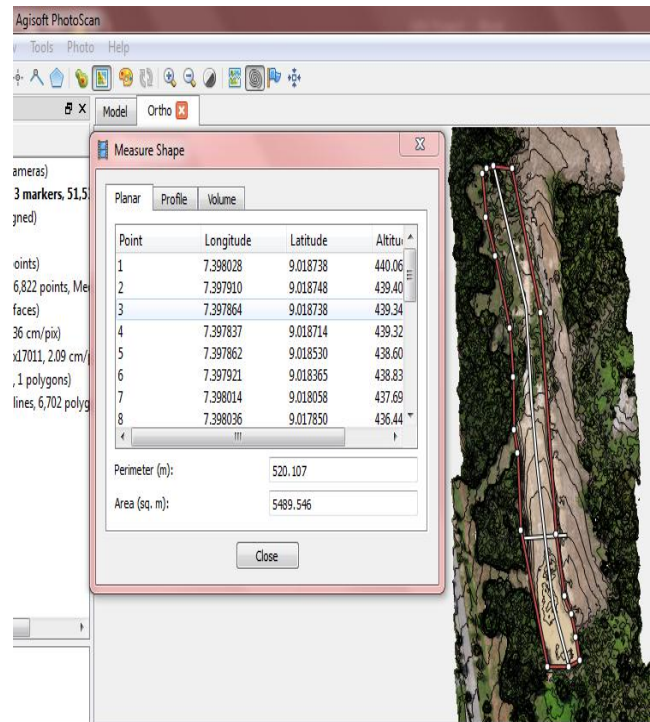 Agisoft PhotoScan
Tools Photo Help
Model Ortho
ameras)
3 markers, 51,5
gned)
oints)
6,822 points, Me
faces)
36 cm/pix)
x17011, 2.09 cm/
, 1 polygons)
lines, 6,702 polyg
Measure Shape
Planar Profile Volume
Point Longitude Latitude Altitu
1 7.398028 9.018738 440.06
2 7.397910 9.018748 439.40
3 7.397864 9.018738 439.34
4 7.397837 9.018714 439.32
5 7.397862 9.018530 438.60
6 7.397921 9.018365 438.83
7 7.398014 9.018058 437.69
8 7.398036 9.017850 436.44
Perimeter (m): 520.107
Area (sq. m): 5489.546
Close